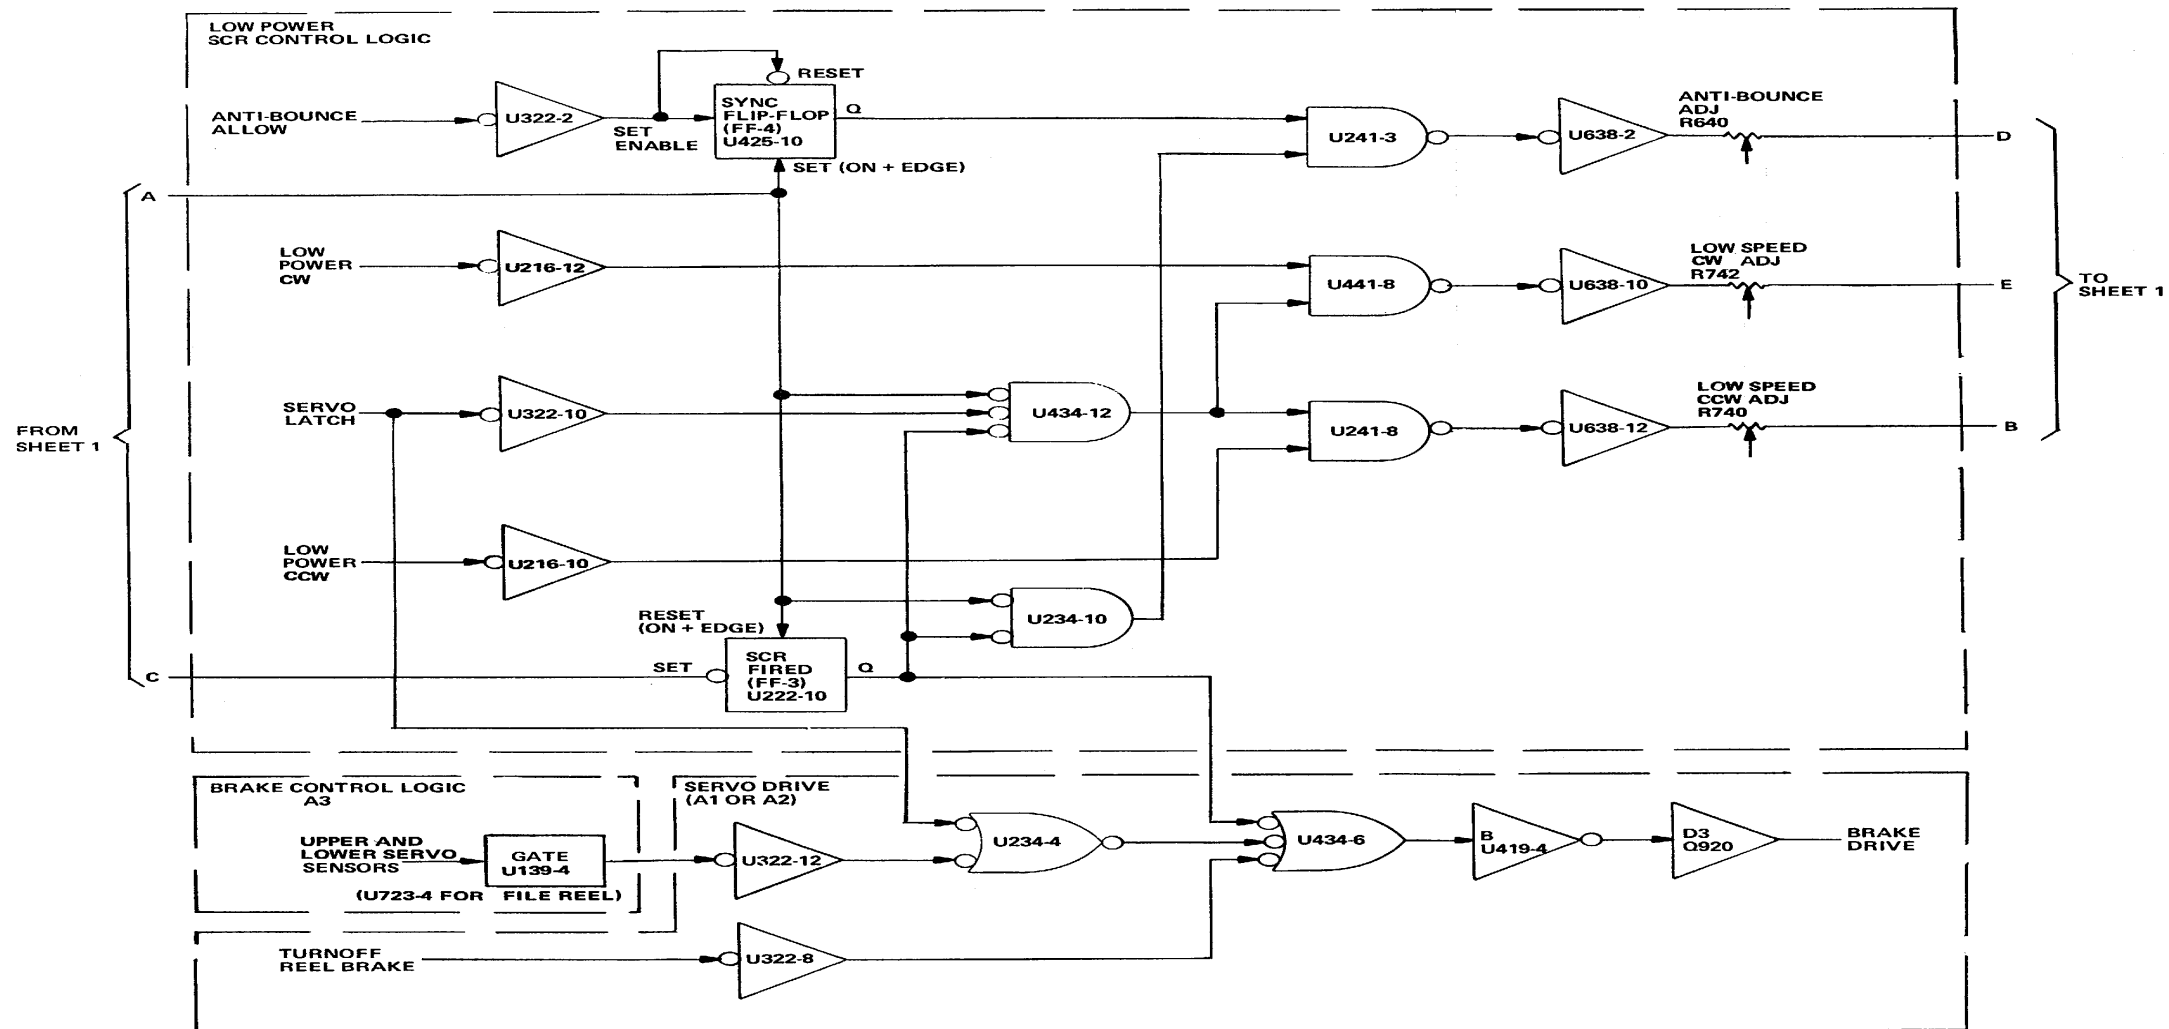 LOW POWER
SCR CONTROL LOGIC
RESET
ANTI-BOUNCE
ALLOW
U322-2
SET
ENABLE
SYNC
FLIP-FLOP
(FF-4)
U425-10
Q
SET (ON + EDGE)
U241-3
U638-2
ANTI-BOUNCE
ADJ
R640
D
A
LOW
POWER
CW
U216-12
U441-8
U638-10
LOW SPEED
CW ADJ
R742
E
TO
SHEET 1
SERVO
LATCH
U322-10
U434-12
U241-8
U638-12
LOW SPEED
CCW ADJ
R740
B
FROM
SHEET 1
LOW
POWER
CCW
U216-10
RESET
(ON + EDGE)
U234-10
C
SET
SCR
FIRED
(FF-3)
U222-10
Q
BRAKE CONTROL LOGIC
A3
SERVO DRIVE
(A1 OR A2)
UPPER AND
LOWER SERVO
SENSORS
GATE
U139-4
(U723-4 FOR FILE REEL)
U322-12
U234-4
U434-6
B
U419-4
D3
Q920
BRAKE
DRIVE
TURNOFF
REEL BRAKE
U322-8